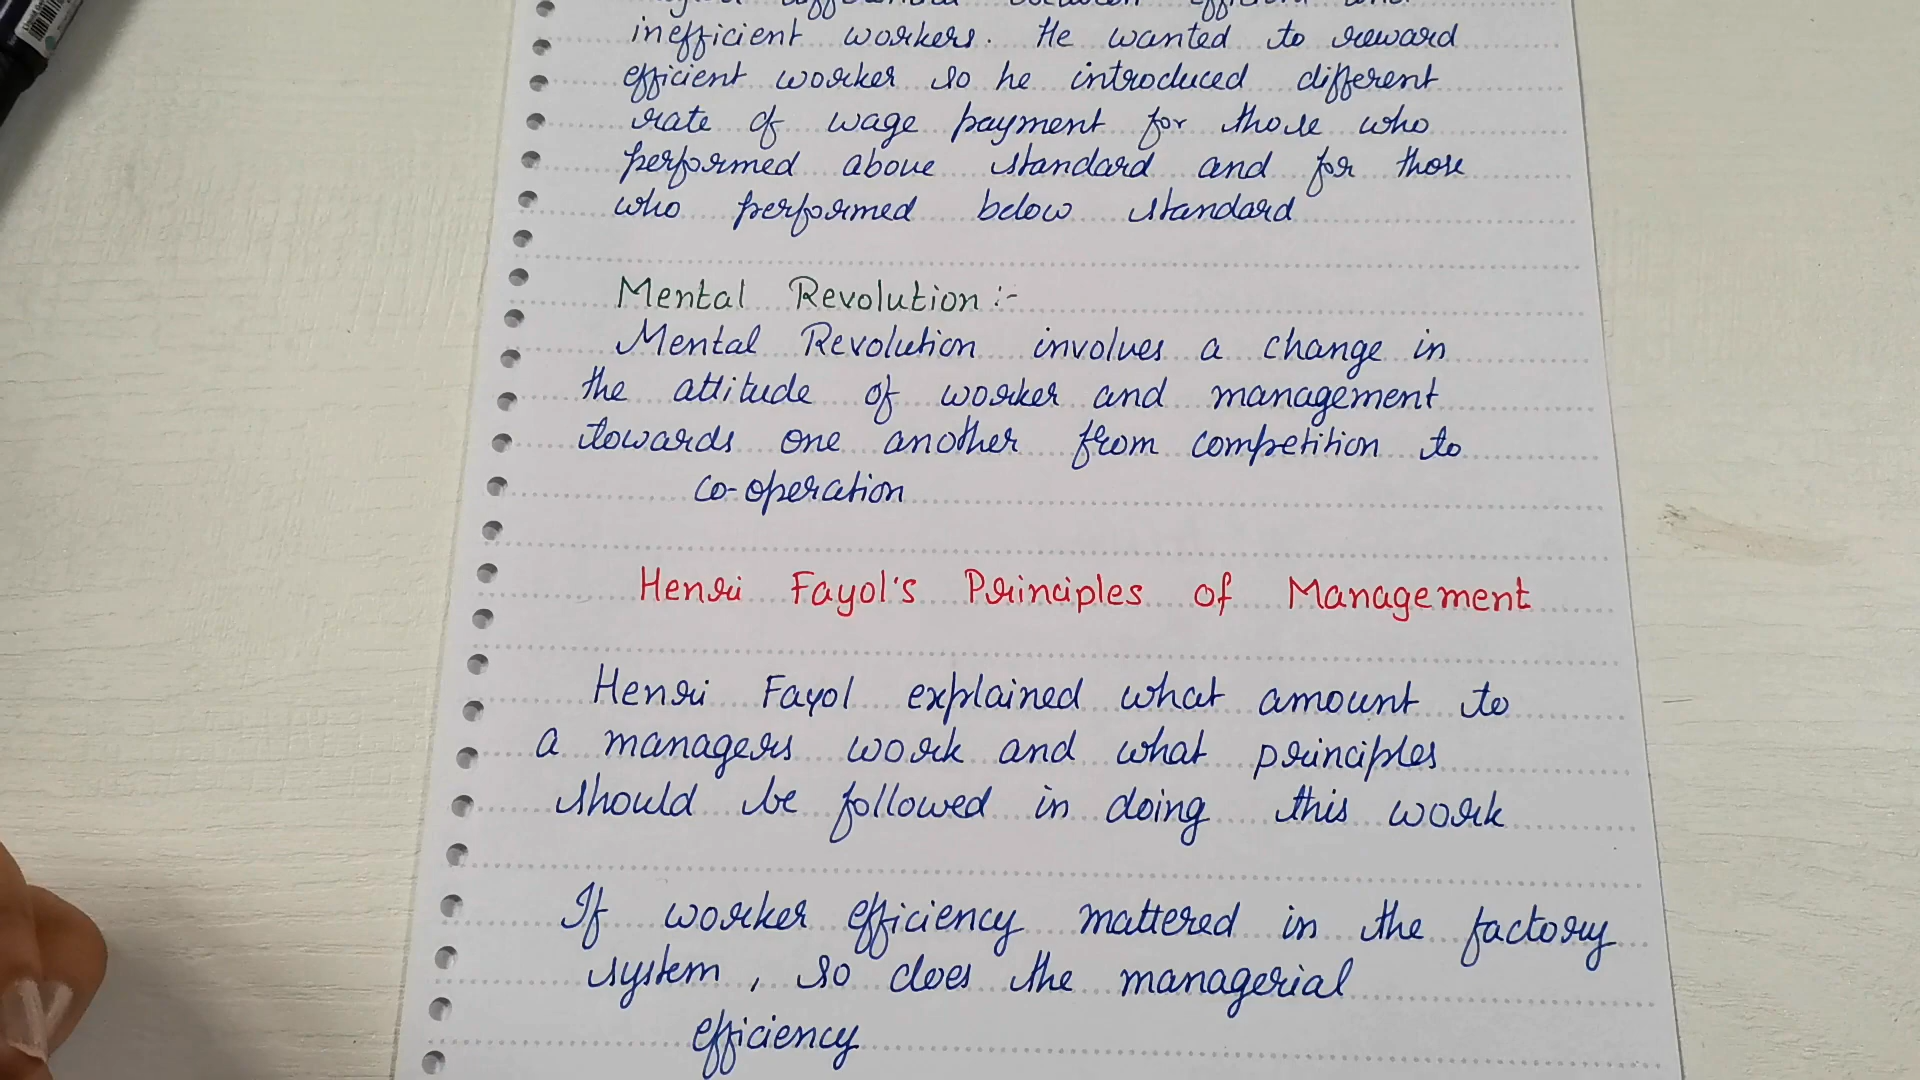 inefficient workers. He wanted to reward
efficient worker so he introduced different
rate of wage payment for those who
performed above standard and for those
who performed below standard
Mental Revolution :-
Mental Revolution involves a change in
the attitude of worker and management
towards one another from competition to
co-operation
Henri Fayol's Principles of Management
Henri Fayol explained what amount to
a managers work and what principles
should be followed in doing this work
If worker efficiency mattered in the factory
system, so does the managerial
efficiency